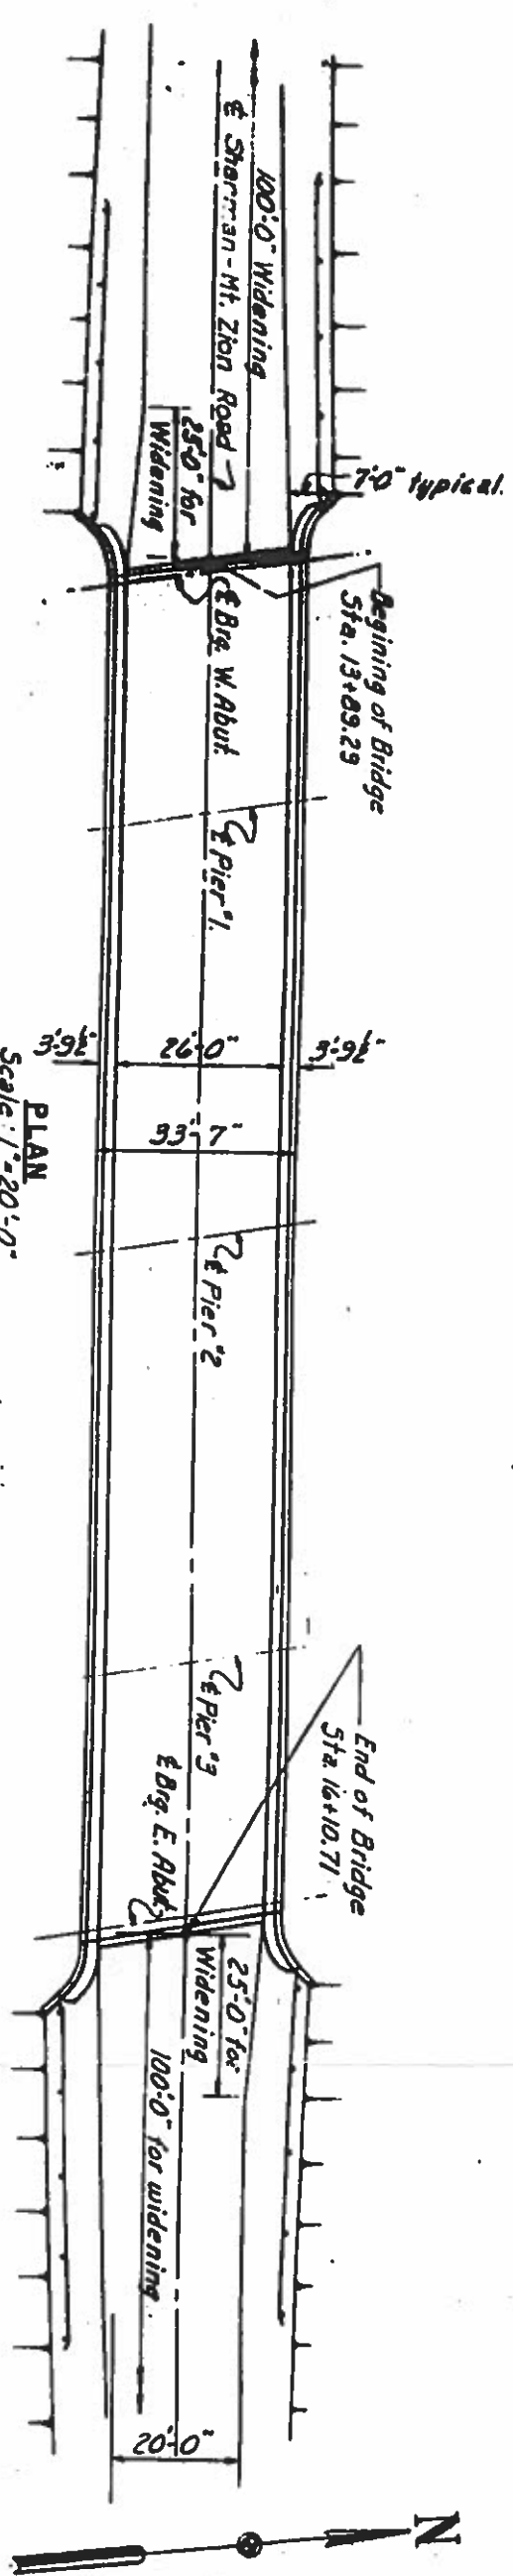 100'-0" Widening
℄ Sherman-Mt. Zion Road
25'-0" for
Widening
7'-0" typical.
Begining of Bridge
Sta. 13+89.29
℄ Brg. W. Abut.
℄ Pier #1.
3'-9½"
26'-0"
3'-9½"
33'-7"
PLAN
Scale: 1"=20'-0"
℄ Pier #2
℄ Pier #3
℄ Brg. E. Abut.
End of Bridge
Sta. 16+10.71
25'-0" for
Widening
100'-0" for widening.
20'-0"
N